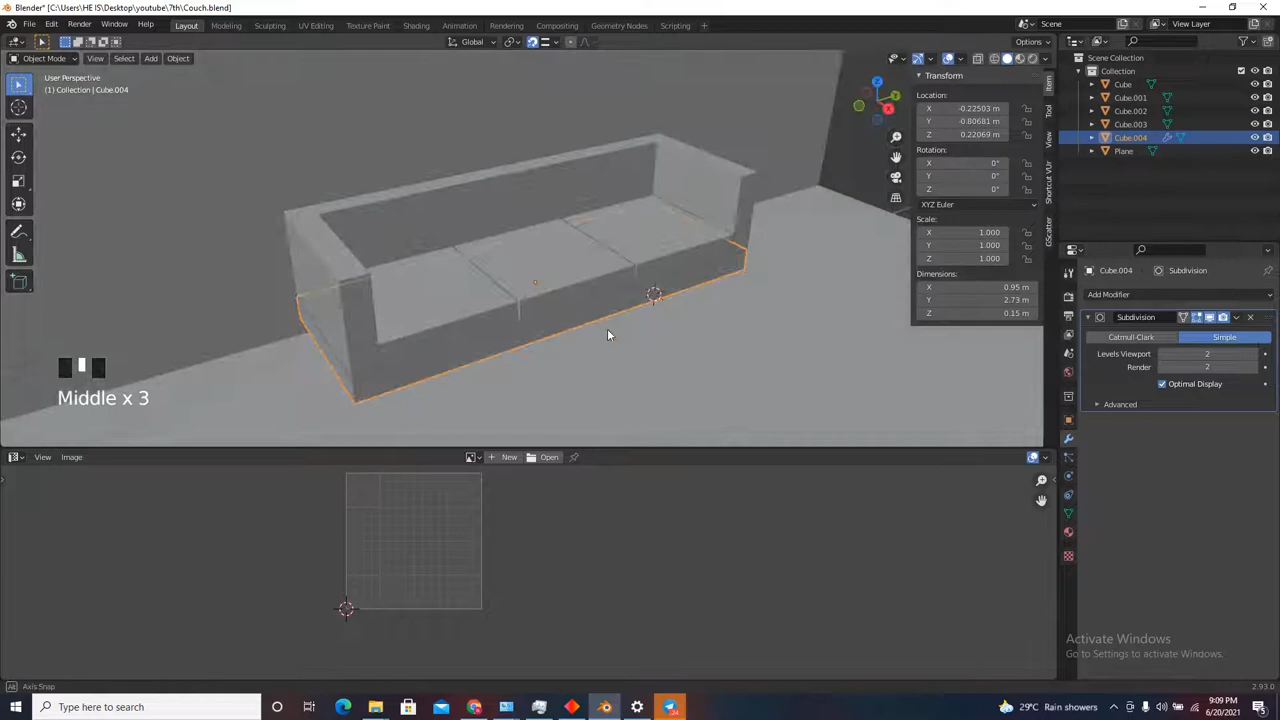 Blender* [C:\Users\HE IS\Desktop\youtube\7th\Couch.blend]
File Edit Render Window Help Layout Modeling Sculpting UV Editing Texture Paint Shading Animation Rendering Compositing Geometry Nodes Scripting + Scene View Layer
Global Options
Object Mode View Select Add Object
User Perspective
(1) Collection | Cube.004
Transform
Location:
X -0.22503 m
Y -0.80681 m
Z 0.22069 m
Rotation:
X 0°
Y 0°
Z 0°
XYZ Euler
Scale:
X 1.000
Y 1.000
Z 1.000
Dimensions:
X 0.95 m
Y 2.73 m
Z 0.15 m
Item
Tool
View
Shortcut VUr
GScatter
Scene Collection
Collection
Cube
Cube.001
Cube.002
Cube.003
Cube.004
Plane
Cube.004 Subdivision
Add Modifier
Subdivision
Catmull-Clark Simple
Levels Viewport 2
Render 2
Optimal Display
Advanced
Middle x 3
View Image New Open
Activate Windows
Go to Settings to activate Windows.
Axis Snap 2.93.0
Type here to search
29°C Rain showers
9:09 PM
6/20/2021